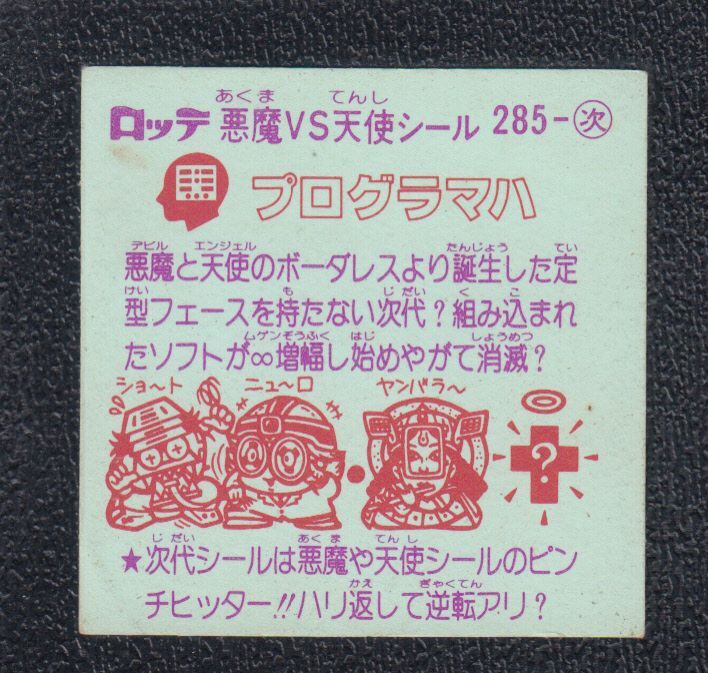 ロッテ 悪魔VS天使シール 285-次
あくま てんし
プログラマハ
デビル エンジェル たんじょう てい
悪魔と天使のボーダレスより誕生した定
けい も じだい く こ
型フェースを持たない次代？組み込まれ
ムゲンぞうふく はじ しょうめつ
たソフトが∞増幅し始めやがて消滅？
ショ〜ト ニュ〜ロ ヤンバラ〜
?
じだい あくま てんし
★次代シールは悪魔や天使シールのピン
かえ ぎゃくてん
チヒッター!!ハリ返して逆転アリ？